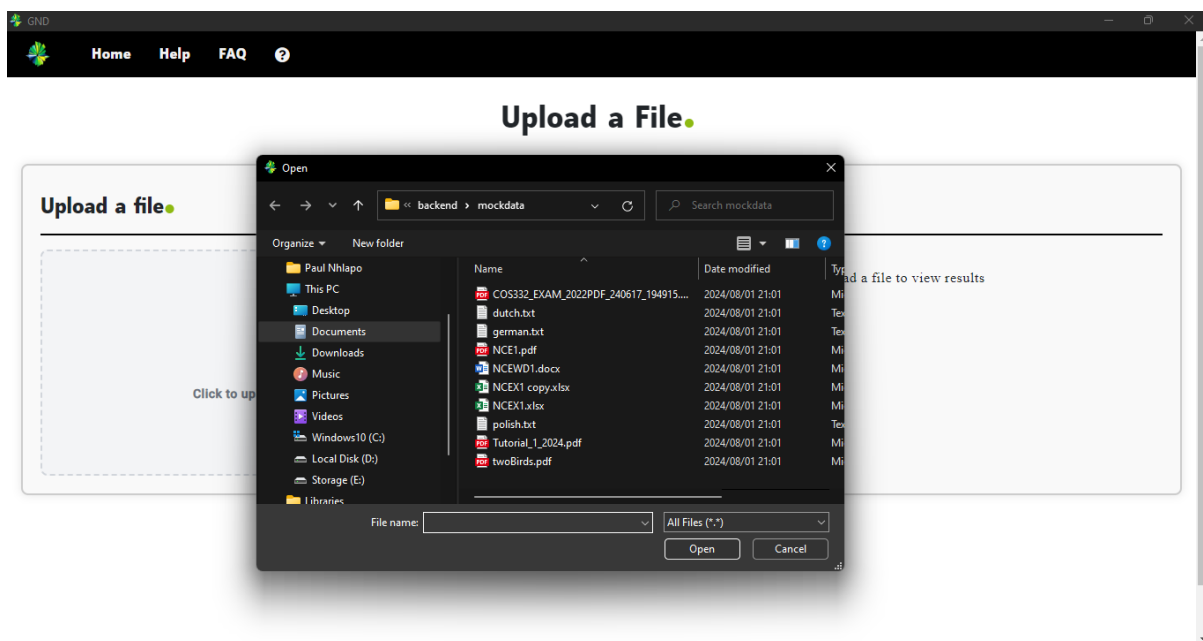 GND
Home Help FAQ ?
Upload a File.
Upload a file.
Click to up
ad a file to view results
Open
« backend > mockdata
Search mockdata
Organize New folder
?
Paul Nhlapo
This PC
Desktop
Documents
Downloads
Music
Pictures
Videos
Windows10 (C:)
Local Disk (D:)
Storage (E:)
Libraries
Name Date modified Typ
PDF COS332_EXAM_2022PDF_240617_194915.... 2024/08/01 21:01 Mi
dutch.txt 2024/08/01 21:01 Tex
german.txt 2024/08/01 21:01 Tex
PDF NCE1.pdf 2024/08/01 21:01 Mi
NCEWD1.docx 2024/08/01 21:01 Mi
NCEX1 copy.xlsx 2024/08/01 21:01 Mi
NCEX1.xlsx 2024/08/01 21:01 Mi
polish.txt 2024/08/01 21:01 Tex
PDF Tutorial_1_2024.pdf 2024/08/01 21:01 Mi
PDF twoBirds.pdf 2024/08/01 21:01 Mi
File name: All Files (*.*)
Open Cancel